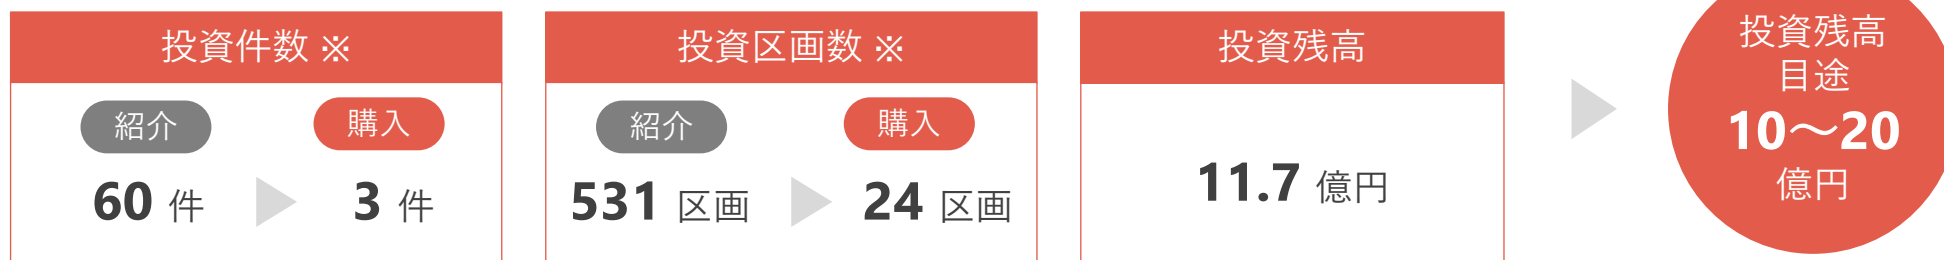 投資件数 ※
紹介
購入
60 件
3 件
投資区画数 ※
紹介
購入
531 区画
24 区画
投資残高
11.7 億円
投資残高
目途
10～20
億円